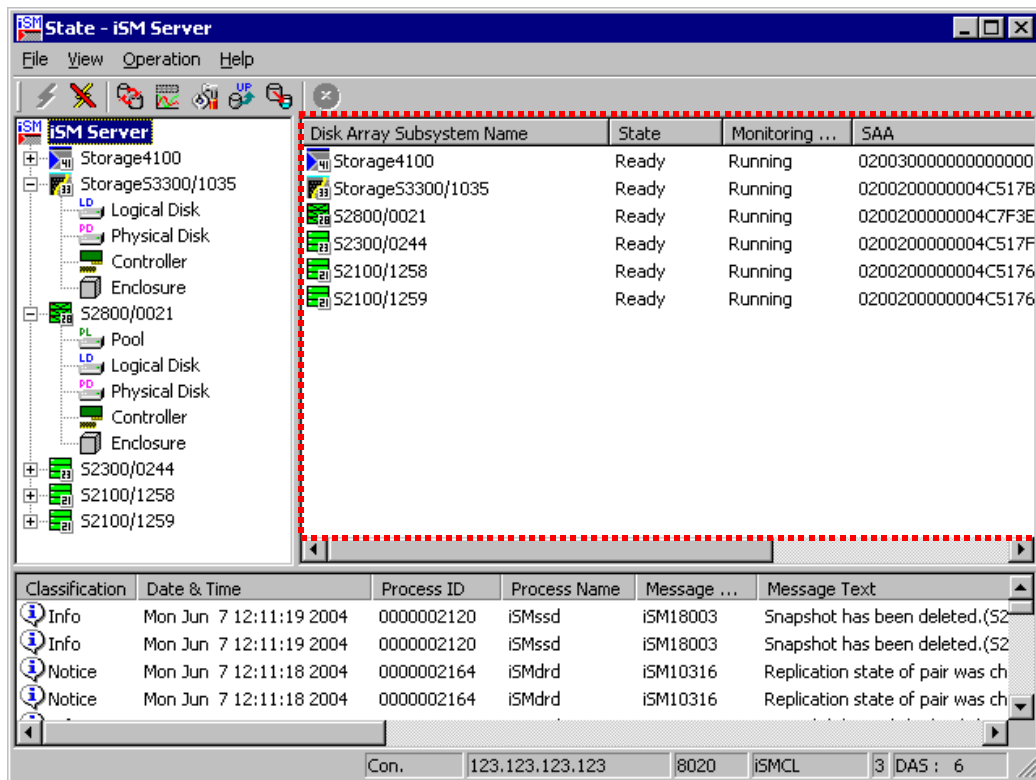 State - iSM Server
File View Operation Help
iSM Server
Storage4100
StorageS3300/1035
Logical Disk
Physical Disk
Controller
Enclosure
S2800/0021
Pool
Logical Disk
Physical Disk
Controller
Enclosure
S2300/0244
S2100/1258
S2100/1259
Disk Array Subsystem Name State Monitoring ... SAA
Storage4100 Ready Running 020030000000000000
StorageS3300/1035 Ready Running 0200200000004C517B
S2800/0021 Ready Running 0200200000004C7F3E
S2300/0244 Ready Running 0200200000004C517F
S2100/1258 Ready Running 0200200000004C5176
S2100/1259 Ready Running 0200200000004C5176
Classification Date & Time Process ID Process Name Message ... Message Text
Info Mon Jun 7 12:11:19 2004 0000002120 iSMssd iSM18003 Snapshot has been deleted.(S2
Info Mon Jun 7 12:11:19 2004 0000002120 iSMssd iSM18003 Snapshot has been deleted.(S2
Notice Mon Jun 7 12:11:18 2004 0000002164 iSMdrd iSM10316 Replication state of pair was ch
Notice Mon Jun 7 12:11:18 2004 0000002164 iSMdrd iSM10316 Replication state of pair was ch
Con. 123.123.123.123 8020 iSMCL 3 DAS : 6